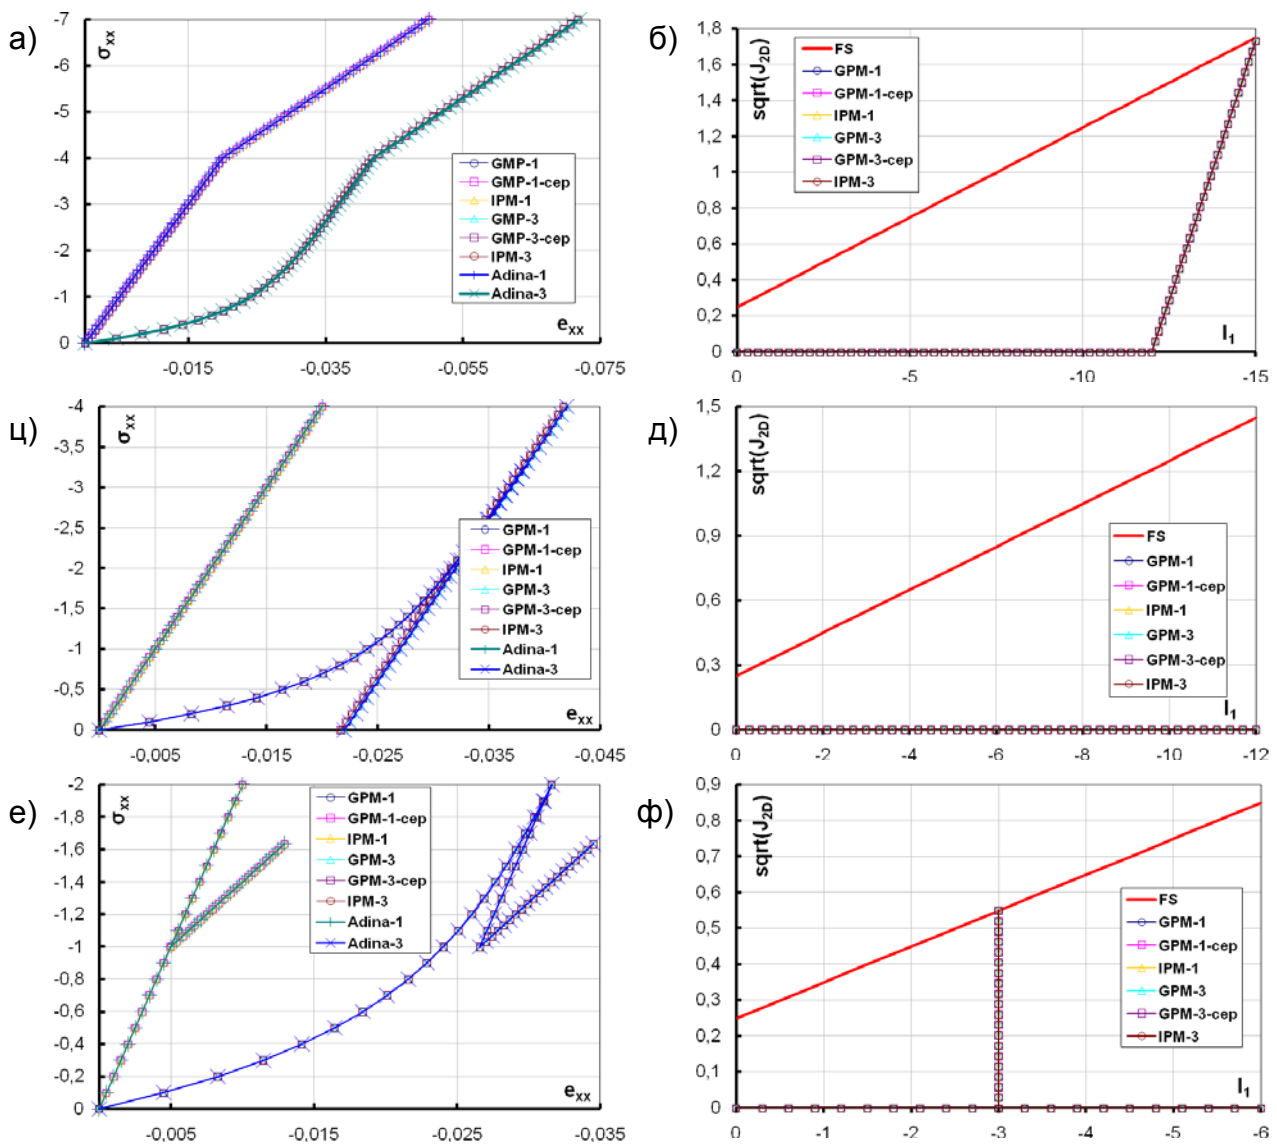 а)
σxx
-7
-6
-5
-4
-3
-2
-1
0
-0,015 -0,035 -0,055 -0,075
exx
GMP-1
GMP-1-cep
IPM-1
GMP-3
GMP-3-cep
IPM-3
Adina-1
Adina-3
б)
sqrt(J2D)
1,8
1,6
1,4
1,2
1
0,8
0,6
0,4
0,2
0
0 -5 -10 -15
I1
FS
GPM-1
GPM-1-cep
IPM-1
GPM-3
GPM-3-cep
IPM-3
ц)
σxx
-4
-3,5
-3
-2,5
-2
-1,5
-1
-0,5
0
-0,005 -0,015 -0,025 -0,035 -0,045
exx
GPM-1
GPM-1-cep
IPM-1
GPM-3
GPM-3-cep
IPM-3
Adina-1
Adina-3
д)
sqrt(J2D)
1,5
1,2
0,9
0,6
0,3
0
0 -2 -4 -6 -8 -10 -12
I1
FS
GPM-1
GPM-1-cep
IPM-1
GPM-3
GPM-3-cep
IPM-3
е)
σxx
-2
-1,8
-1,6
-1,4
-1,2
-1
-0,8
-0,6
-0,4
-0,2
0
-0,005 -0,015 -0,025 -0,035
exx
GPM-1
GPM-1-cep
IPM-1
GPM-3
GPM-3-cep
IPM-3
Adina-1
Adina-3
ф)
sqrt(J2D)
0,9
0,8
0,7
0,6
0,5
0,4
0,3
0,2
0,1
0
0 -1 -2 -3 -4 -5 -6
I1
FS
GPM-1
GPM-1-cep
IPM-1
GPM-3
GPM-3-cep
IPM-3